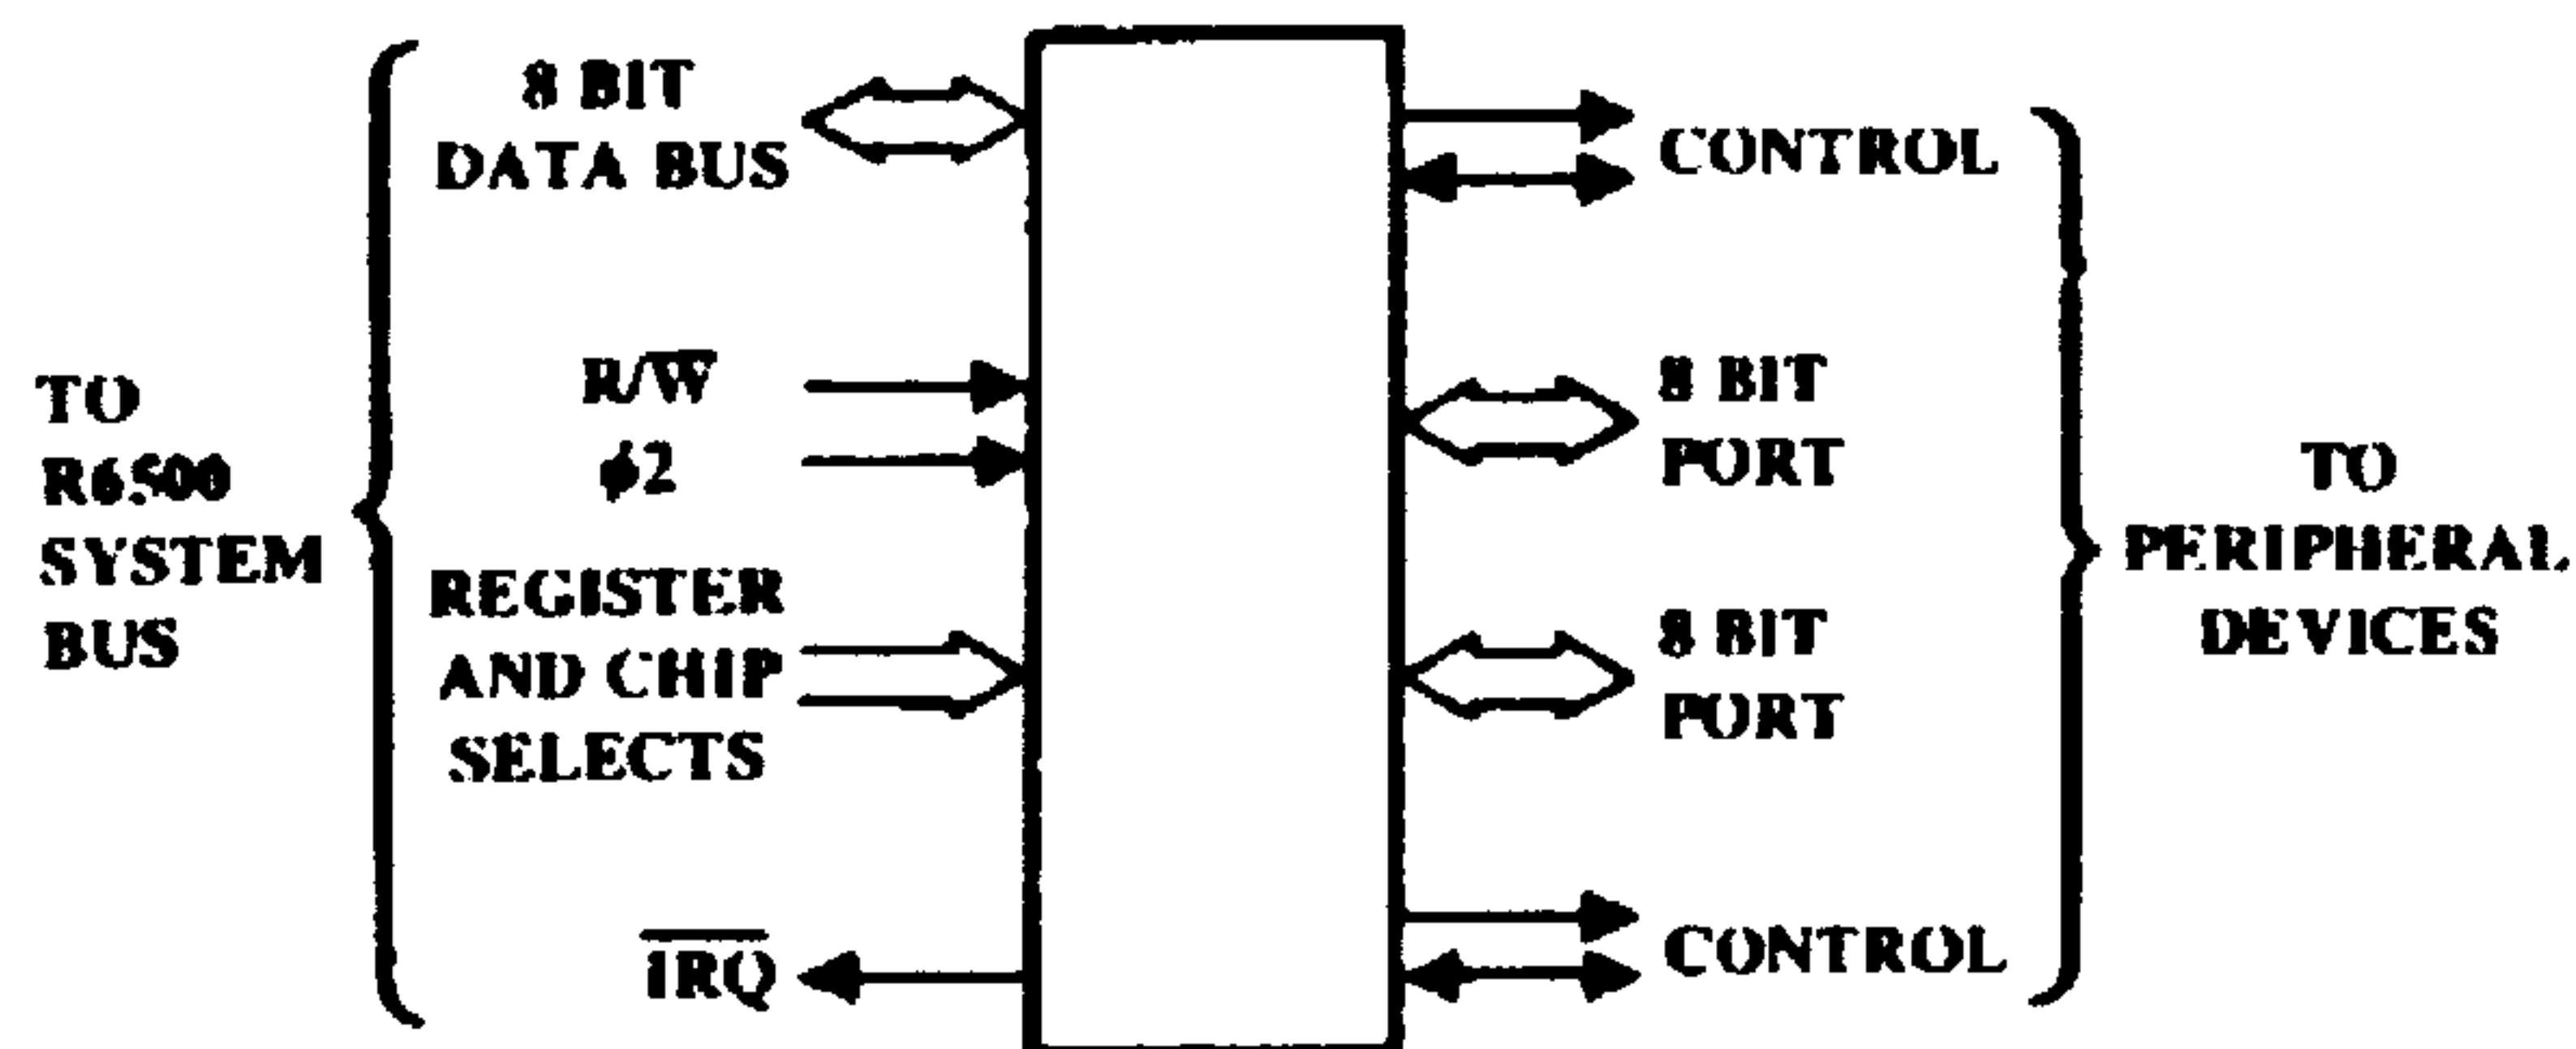 TO
R6500
SYSTEM
BUS
8 BIT
DATA BUS
R/W̅
ϕ2
REGISTER
AND CHIP
SELECTS
I̅R̅Q̅
CONTROL
8 BIT
PORT
8 BIT
PORT
CONTROL
TO
PERIPHERAL
DEVICES